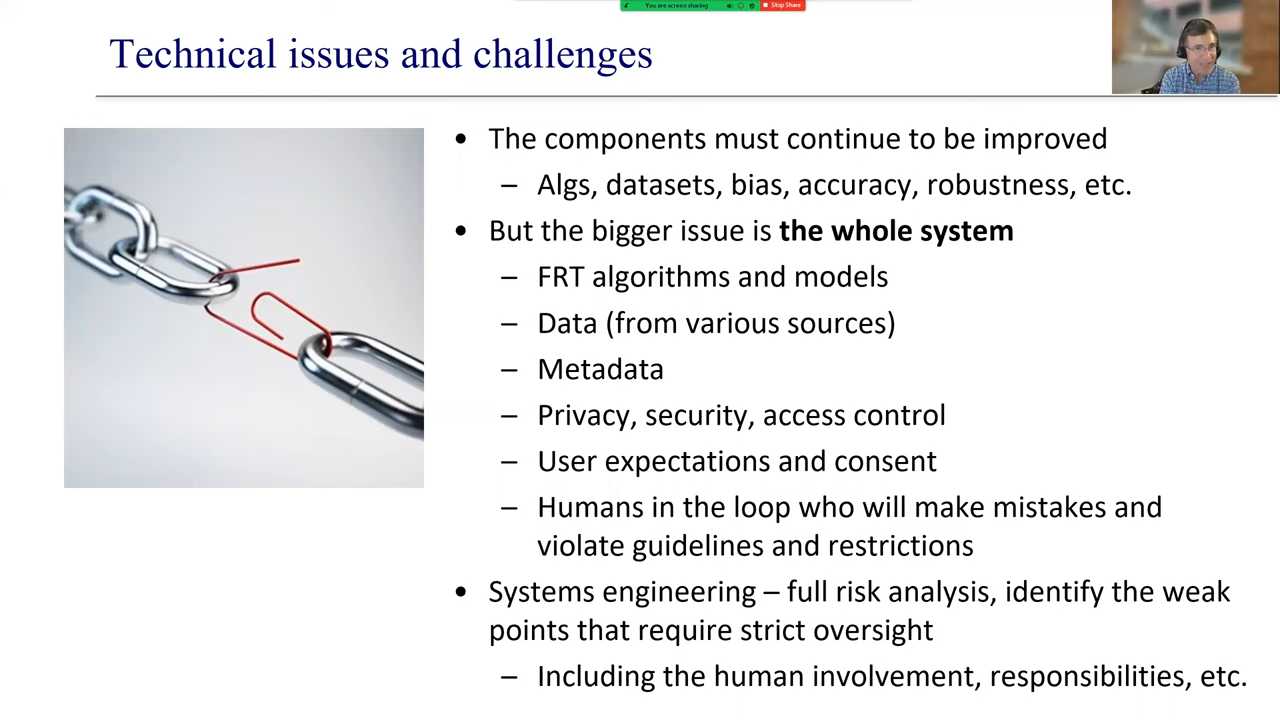 You are screen sharing
Stop Share
Technical issues and challenges
• The components must continue to be improved
– Algs, datasets, bias, accuracy, robustness, etc.
• But the bigger issue is the whole system
– FRT algorithms and models
– Data (from various sources)
– Metadata
– Privacy, security, access control
– User expectations and consent
– Humans in the loop who will make mistakes and
violate guidelines and restrictions
• Systems engineering – full risk analysis, identify the weak
points that require strict oversight
– Including the human involvement, responsibilities, etc.